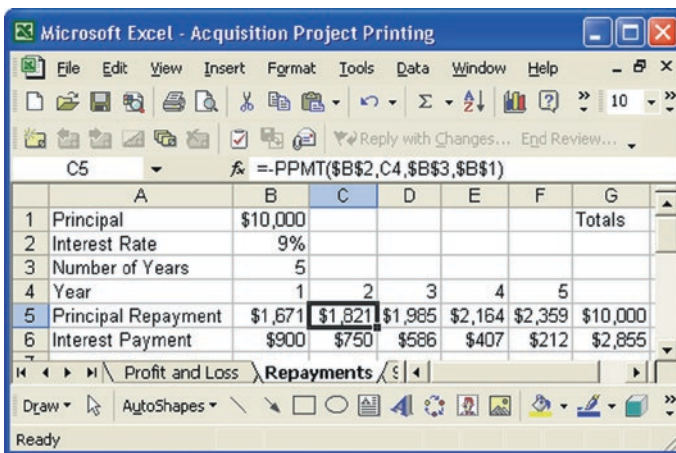 Microsoft Excel - Acquisition Project Printing
File Edit View Insert Format Tools Data Window Help
Σ 10
Reply with Changes... End Review...
C5 fx =-PPMT($B$2,C4,$B$3,$B$1)
A B C D E F G
1 Principal $10,000 Totals
2 Interest Rate 9%
3 Number of Years 5
4 Year 1 2 3 4 5
5 Principal Repayment $1,671 $1,821 $1,985 $2,164 $2,359 $10,000
6 Interest Payment $900 $750 $586 $407 $212 $2,855
Profit and Loss Repayments
Draw AutoShapes
Ready